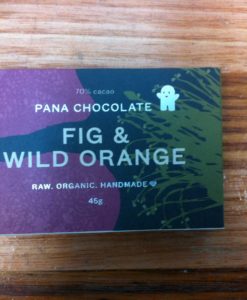 70% cacao
PANA CHOCOLATE
FIG &
WILD ORANGE
RAW. ORGANIC. HANDMADE
45g